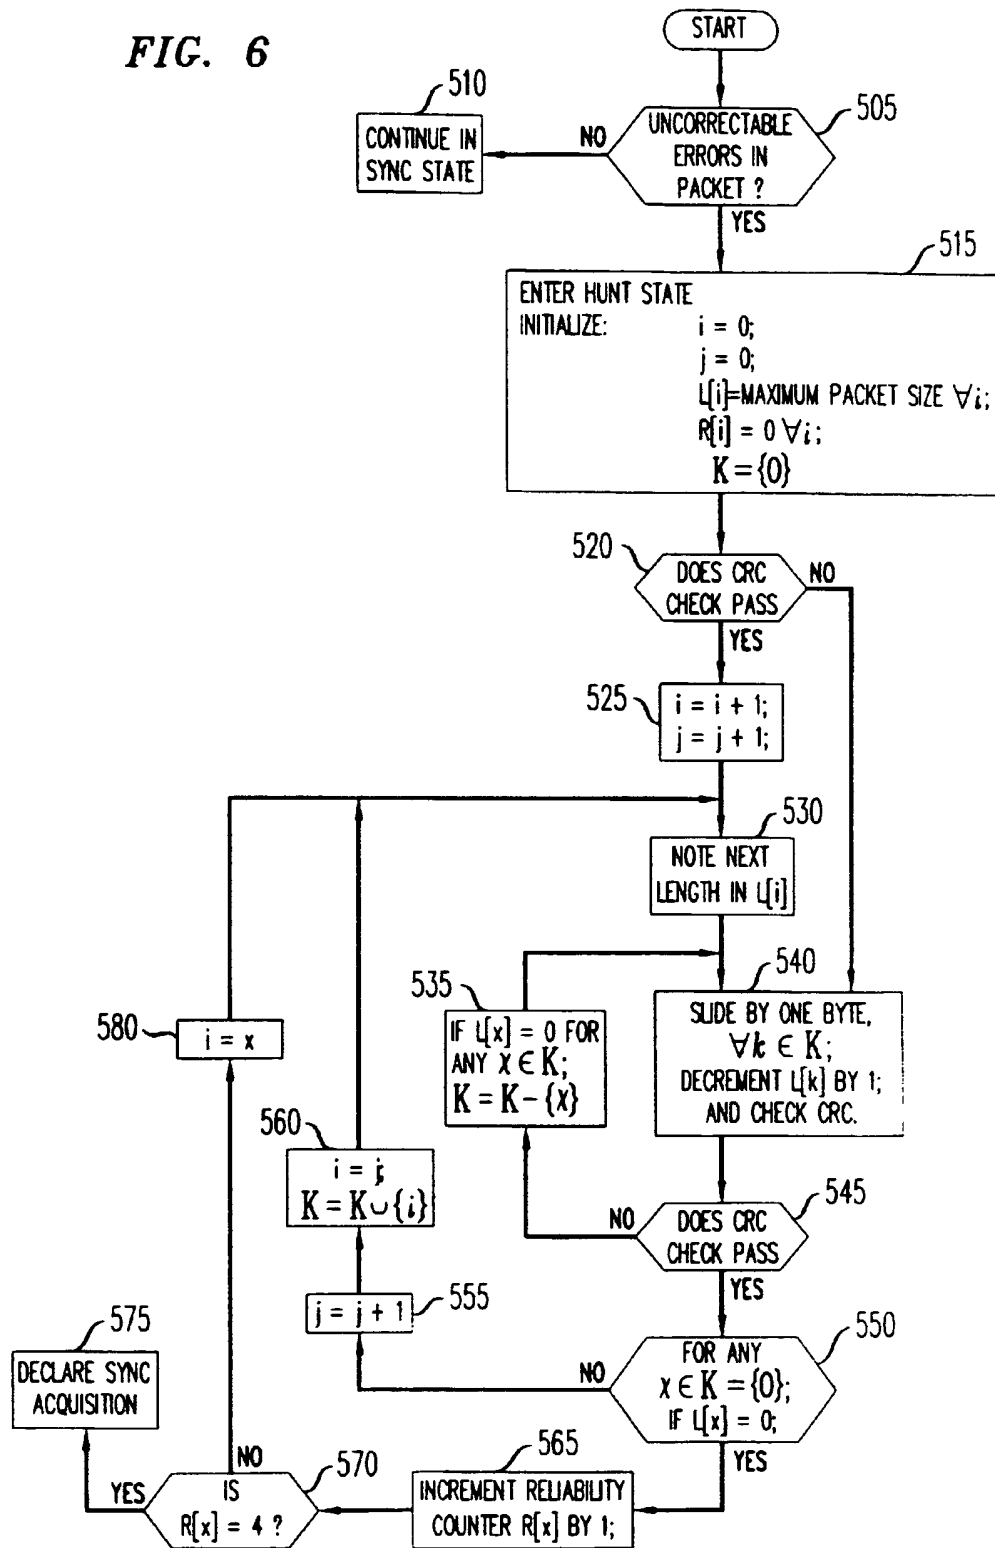 FIG. 6
START
510
505
CONTINUE IN
SYNC STATE
NO
UNCORRECTABLE
ERRORS IN
PACKET ?
YES
515
ENTER HUNT STATE
INITIALIZE:
i = 0;
j = 0;
L[i]=MAXIMUM PACKET SIZE ∀i;
R[i] = 0 ∀i;
K = {0}
520
DOES CRC
CHECK PASS
NO
YES
525
i = i + 1;
j = j + 1;
530
NOTE NEXT
LENGTH IN L[i]
535
IF L[x] = 0 FOR
ANY χ ∈ K;
K = K - {x}
540
SLIDE BY ONE BYTE,
∀k ∈ K;
DECREMENT L[k] BY 1;
AND CHECK CRC.
580
i = x
560
i = j;
K = K ∪ {i}
545
NO
DOES CRC
CHECK PASS
YES
j = j + 1
555
550
NO
FOR ANY
χ ∈ K = {0};
IF L[x] = 0;
YES
575
DECLARE SYNC
ACQUISITION
565
INCREMENT RELIABILITY
COUNTER R[x] BY 1;
570
NO
YES
IS
R[x] = 4 ?